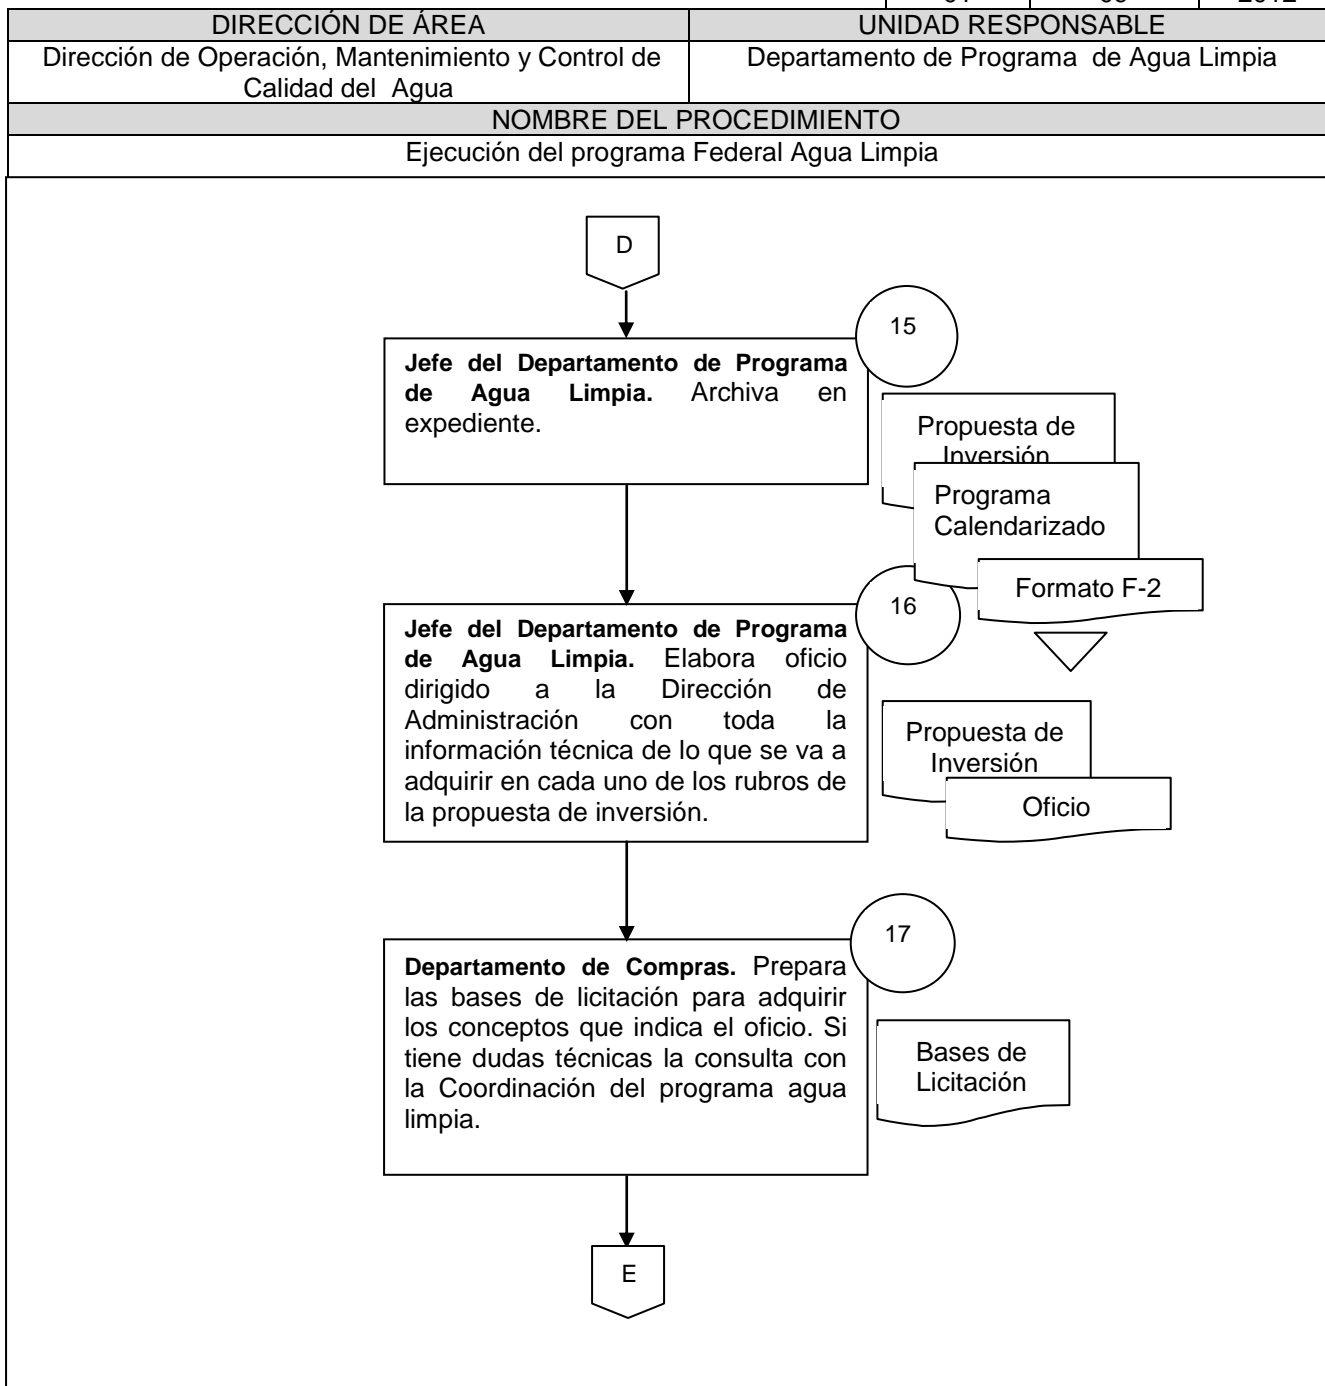 DIRECCIÓN DE ÁREA
UNIDAD RESPONSABLE
Dirección de Operación, Mantenimiento y Control de
Calidad del Agua
Departamento de Programa de Agua Limpia
NOMBRE DEL PROCEDIMIENTO
Ejecución del programa Federal Agua Limpia
D
15
Jefe del Departamento de Programa
de Agua Limpia. Archiva en
expediente.
Propuesta de
Inversión
Programa
Calendarizado
Formato F-2
16
Jefe del Departamento de Programa
de Agua Limpia. Elabora oficio
dirigido a la Dirección de
Administración con toda la
información técnica de lo que se va a
adquirir en cada uno de los rubros de
la propuesta de inversión.
Propuesta de
Inversión
Oficio
17
Departamento de Compras. Prepara
las bases de licitación para adquirir
los conceptos que indica el oficio. Si
tiene dudas técnicas la consulta con
la Coordinación del programa agua
limpia.
Bases de
Licitación
E